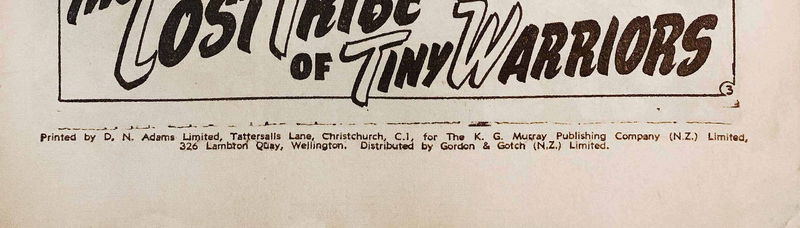 THE
LOST TRIBE
OF TINY WARRIORS
3
Printed by D. N. Adams Limited, Tattersalls Lane, Christchurch, C.1, for The K. G. Murray Publishing Company (N.Z.) Limited,
326 Lambton Quay, Wellington. Distributed by Gordon & Gotch (N.Z.) Limited.